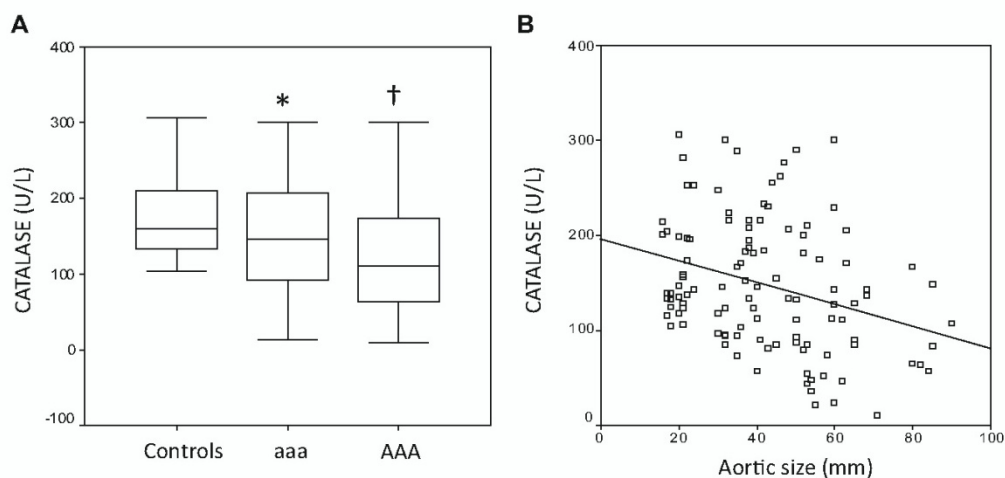 A
CATALASE (U/L)
400
300
200
100
0
-100
*
†
Controls aaa AAA
B
CATALASE (U/L)
400
300
200
100
0
0 20 40 60 80 100
Aortic size (mm)